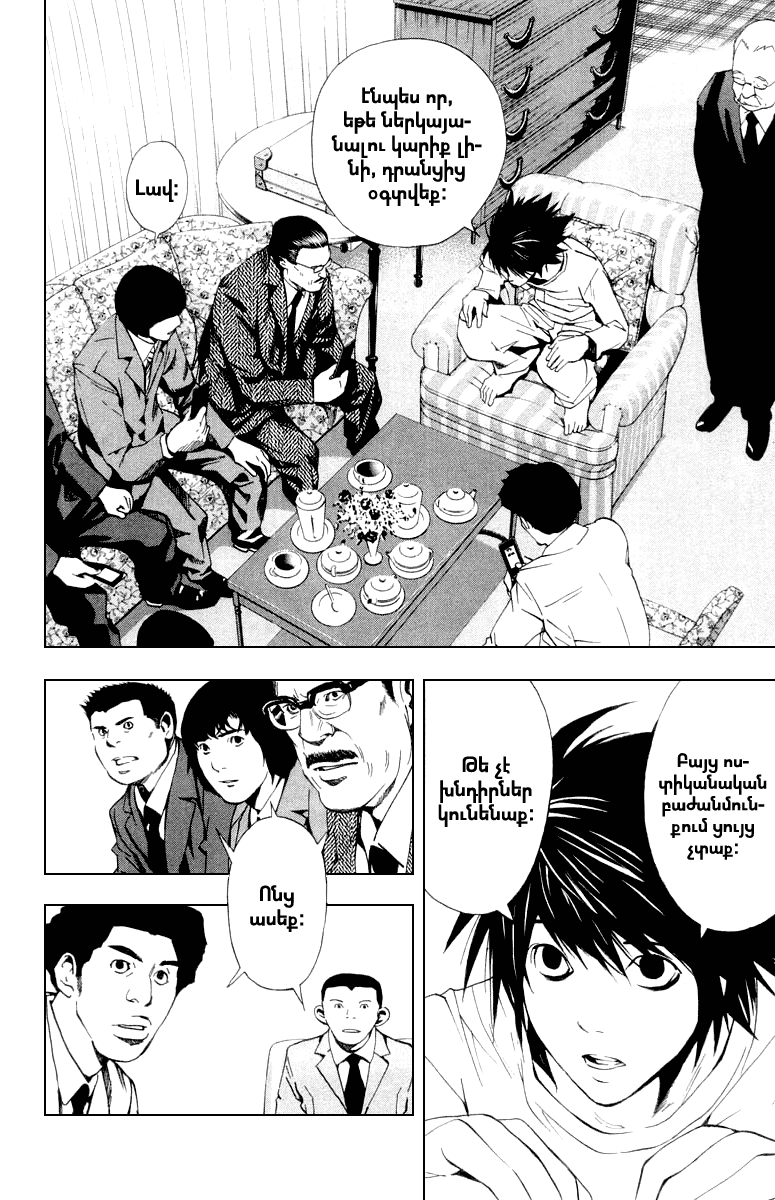 Էնպես որ,
եթե ներկայա-
նալու կարիք լի-
նի, դրանցից
օգտվեք:
Լավ:
Բայց ոս-
տիկանական
բաժանմուն-
քում ցույց
չտաք:
Թե չէ
խնդիրներ
կունենաք:
Ոնց
ասեք: